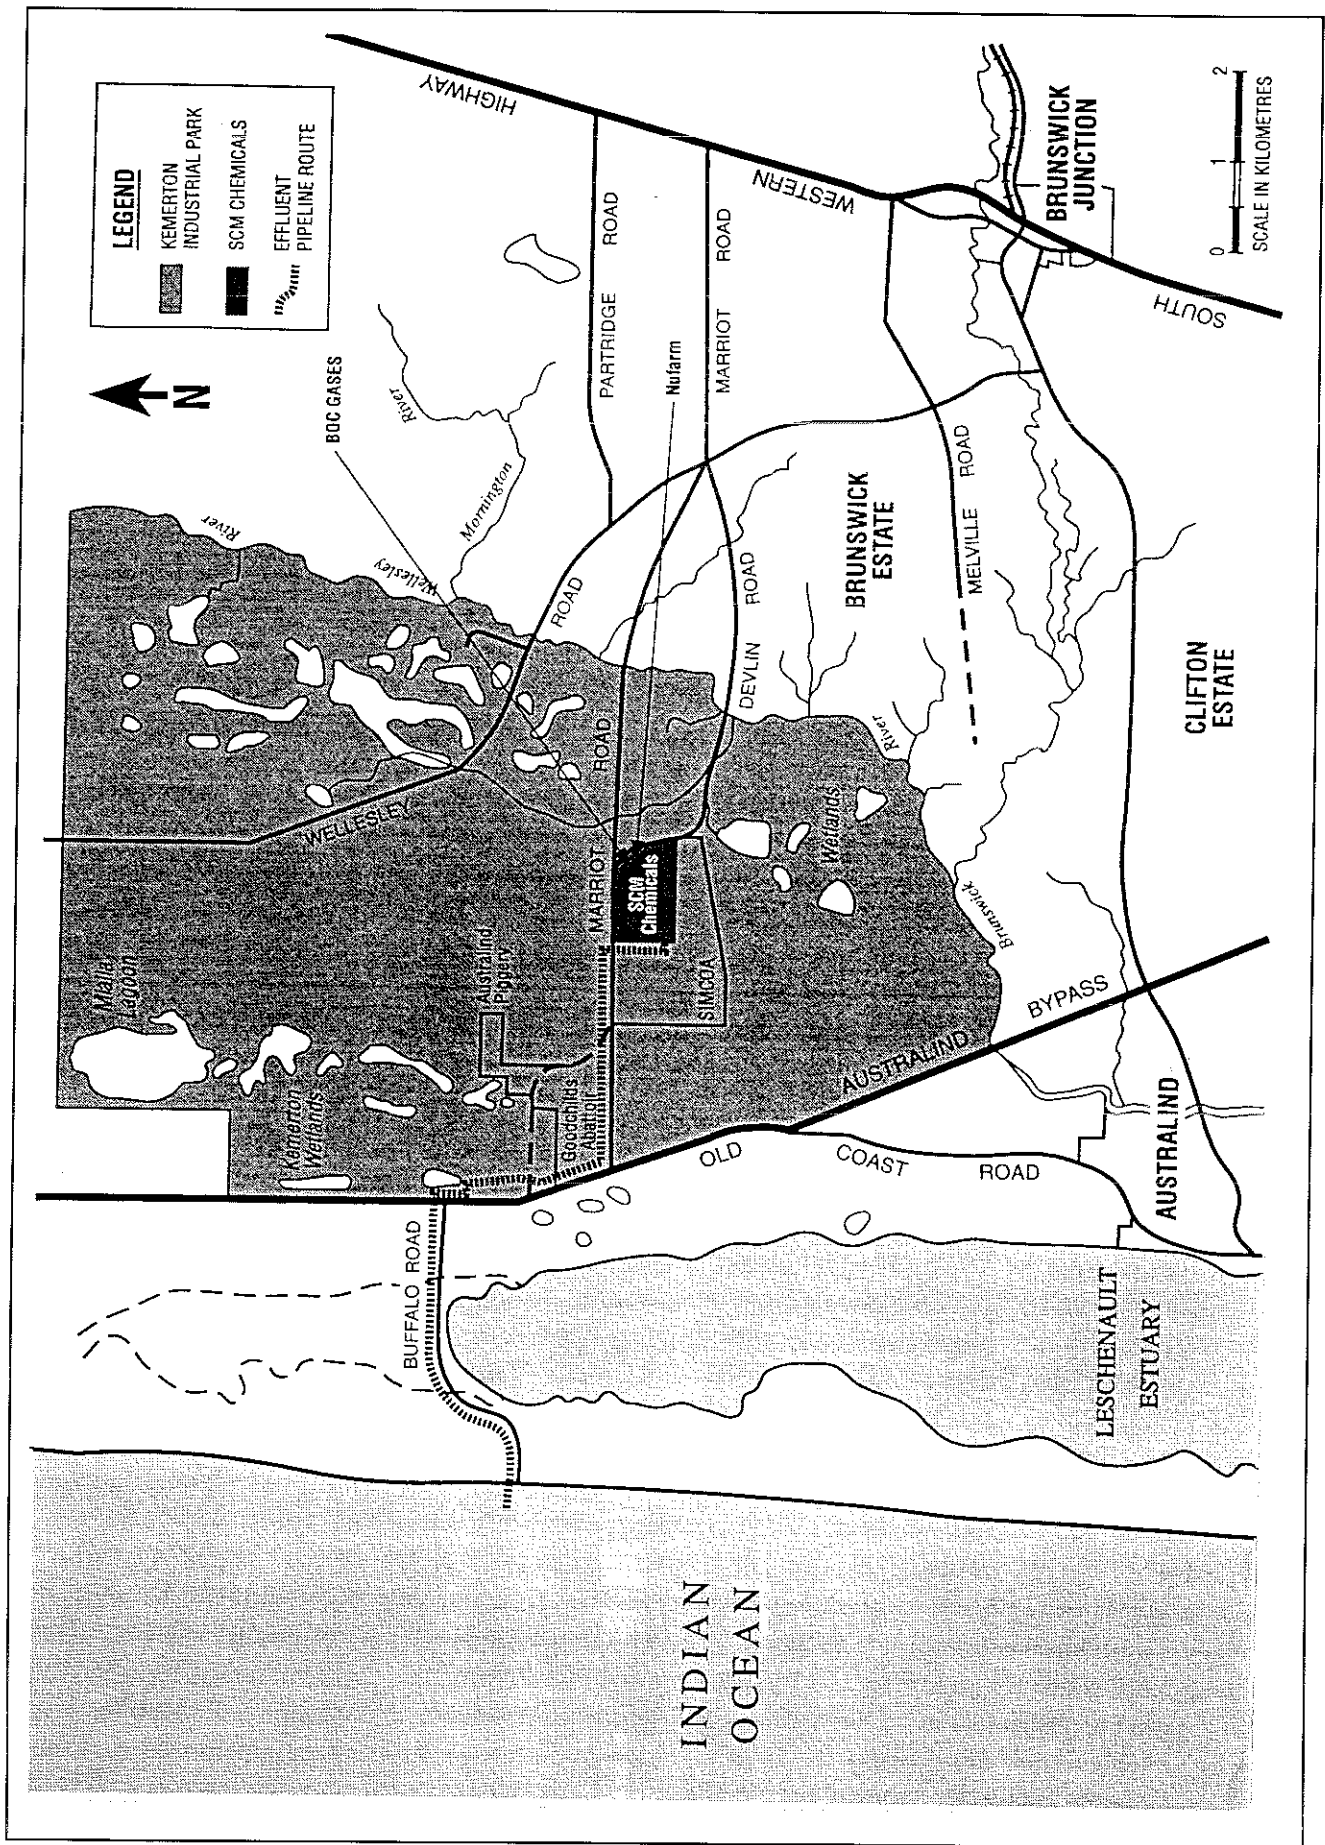 LEGEND
KEMERTON
INDUSTRIAL PARK
SCM CHEMICALS
EFFLUENT
PIPELINE ROUTE
N
BOC GASES
Nufarm
HIGHWAY
WESTERN
SOUTH
PARTRIDGE ROAD
MARRIOT ROAD
BRUNSWICK
JUNCTION
0 1 2
SCALE IN KILOMETRES
River
Mornington
River
Wellesley
ROAD
WELLESLEY
MARRIOT ROAD
DEVLIN ROAD
BRUNSWICK
ESTATE
MELVILLE ROAD
CLIFTON
ESTATE
River
Brunswick
Wetlands
SCM
Chemicals
SIMCOA
Mialla
Lagoon
Kemerton
Wetlands
Australind
Piggery
Goodchilds
Abattoir
AUSTRALIND BYPASS
OLD COAST ROAD
AUSTRALIND
BUFFALO ROAD
LESCHENAULT
ESTUARY
INDIAN
OCEAN